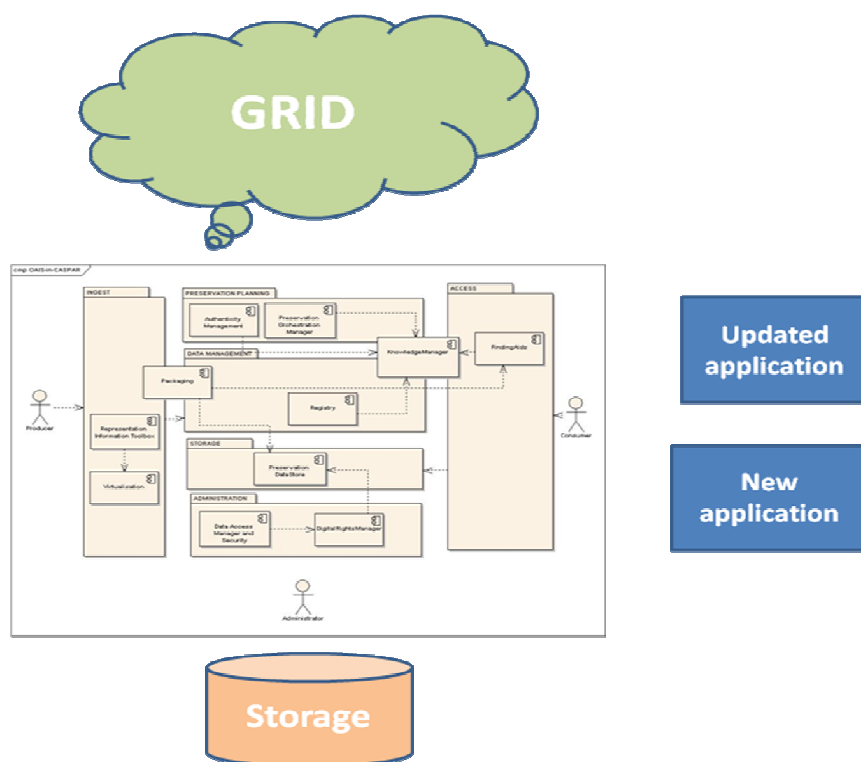 GRID
cmp OAIS-in-CASPAR
INGEST
PRESERVATION PLANNING
ACCESS
Authenticity
Management
Preservation
Orchestration
Manager
KnowledgeManager
FindingAids
DATA MANAGEMENT
Packaging
Registry
Producer
Consumer
Representation
Information Toolbox
Virtualization
STORAGE
Preservation
DataStore
ADMINISTRATION
Data Access
Manager and
Security
DigitalRightsManager
Administrator
Updated
application
New
application
Storage